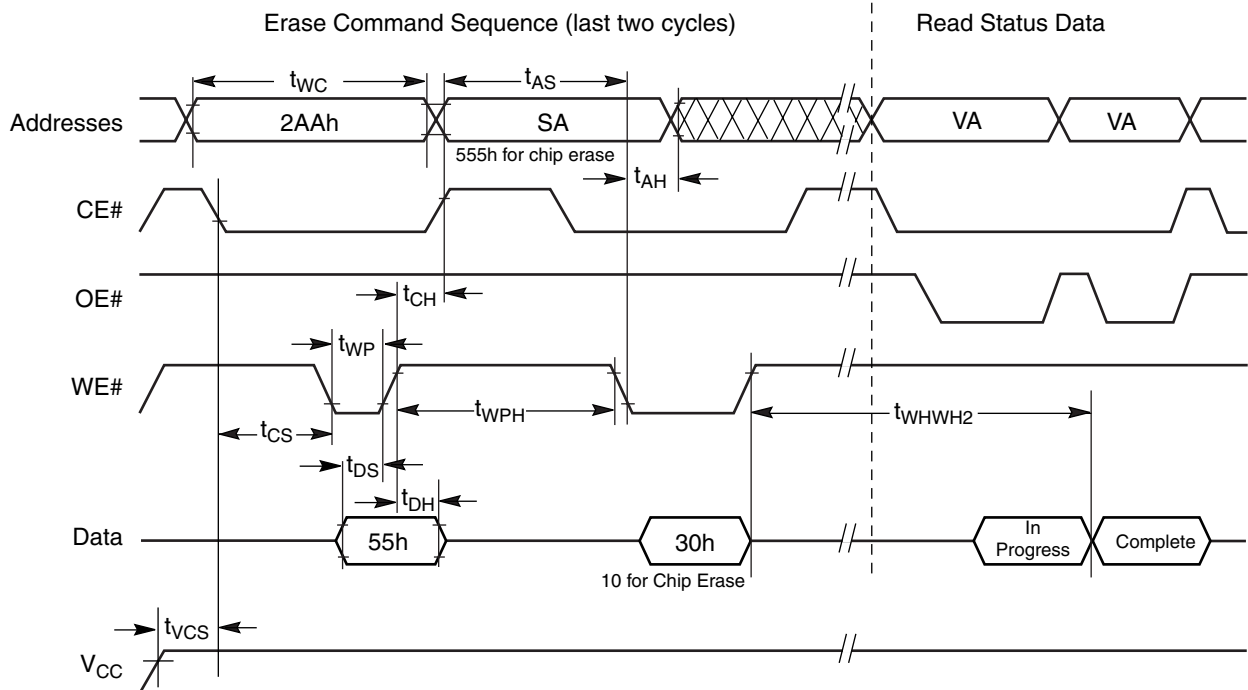 Erase Command Sequence (last two cycles)
Read Status Data
tWC
tAS
Addresses
2AAh
SA
VA
VA
555h for chip erase
tAH
CE#
OE#
tCH
tWP
WE#
tWPH
tWHWH2
tCS
tDS
tDH
Data
55h
30h
In
Progress
Complete
10 for Chip Erase
tVCS
VCC